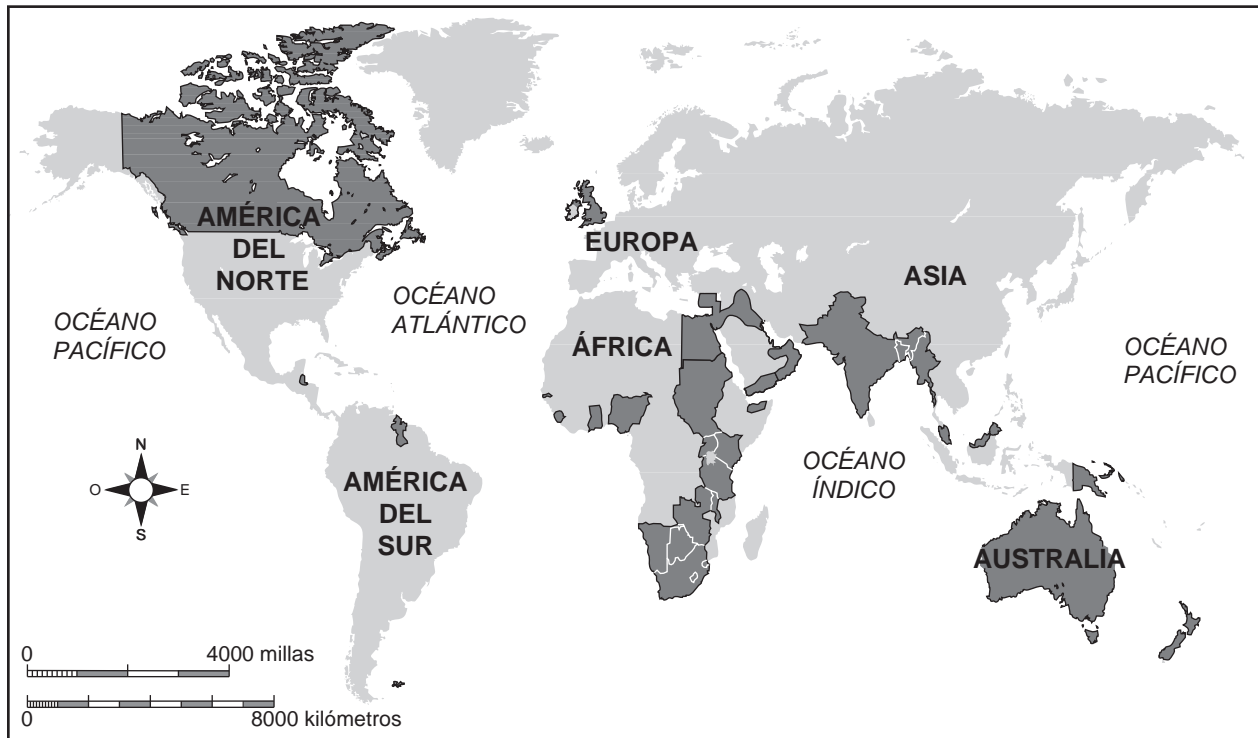 AMÉRICA
DEL
NORTE
EUROPA
ASIA
OCÉANO
ATLÁNTICO
OCÉANO
PACÍFICO
ÁFRICA
OCÉANO
PACÍFICO
N
O
E
S
AMÉRICA
DEL
SUR
OCÉANO
ÍNDICO
AUSTRALIA
0 4000 millas
0 8000 kilómetros